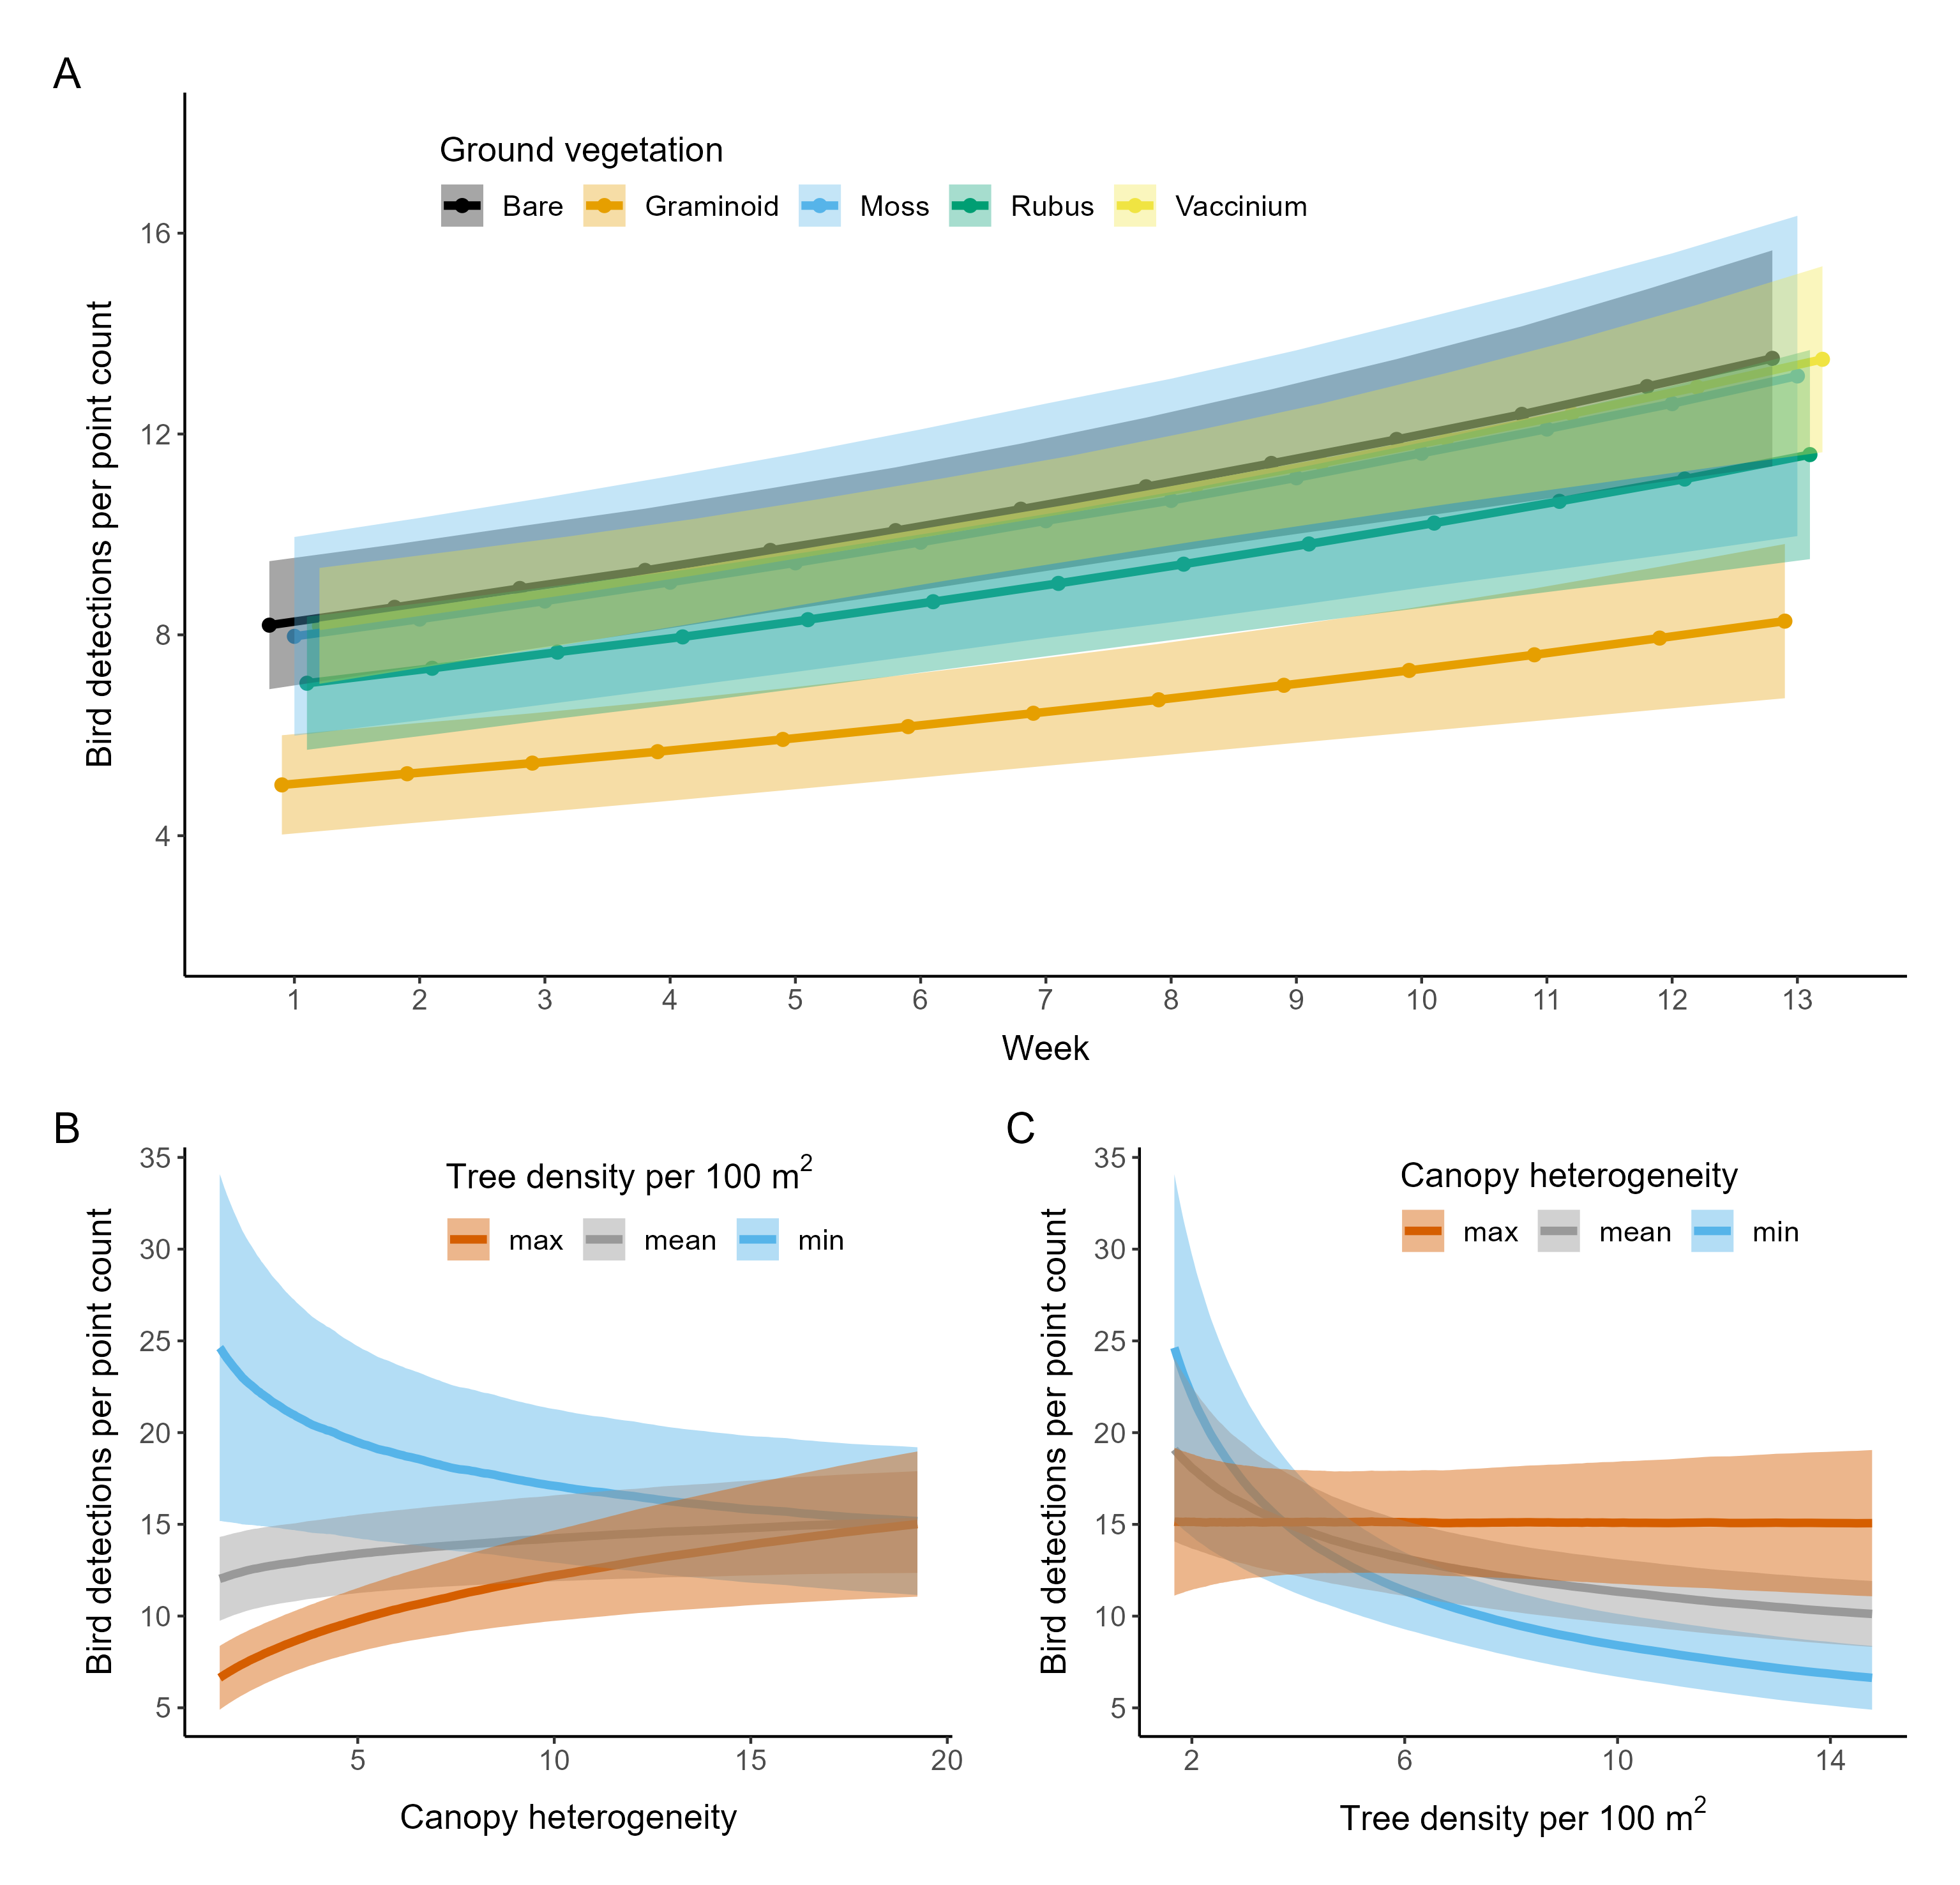 A
Ground vegetation
Bare Graminoid Moss Rubus Vaccinium
Bird detections per point count
16
12
8
4
1 2 3 4 5 6 7 8 9 10 11 12 13
Week
B
Tree density per 100 m²
max mean min
Bird detections per point count
35
30
25
20
15
10
5
5 10 15 20
Canopy heterogeneity
C
Canopy heterogeneity
max mean min
Bird detections per point count
35
30
25
20
15
10
5
2 6 10 14
Tree density per 100 m²